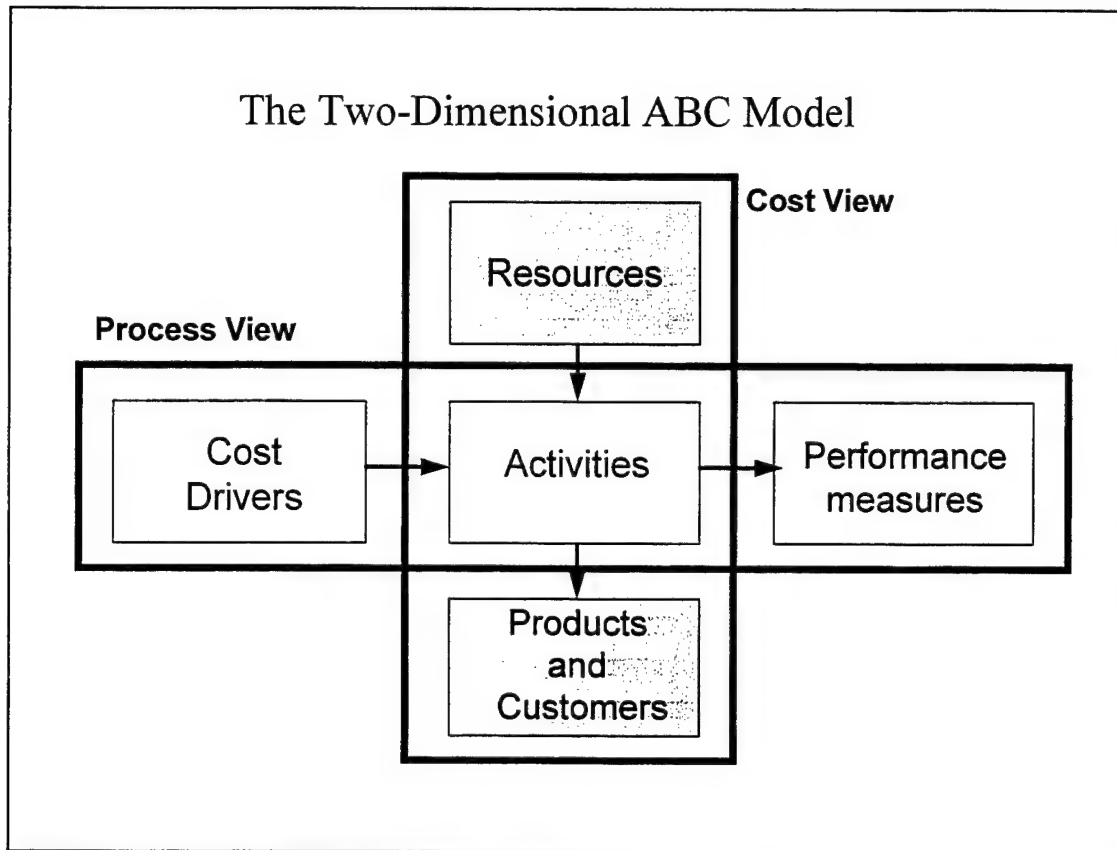 The Two-Dimensional ABC Model
Cost View
Resources
Process View
Cost
Drivers
Activities
Performance
measures
Products
and
Customers